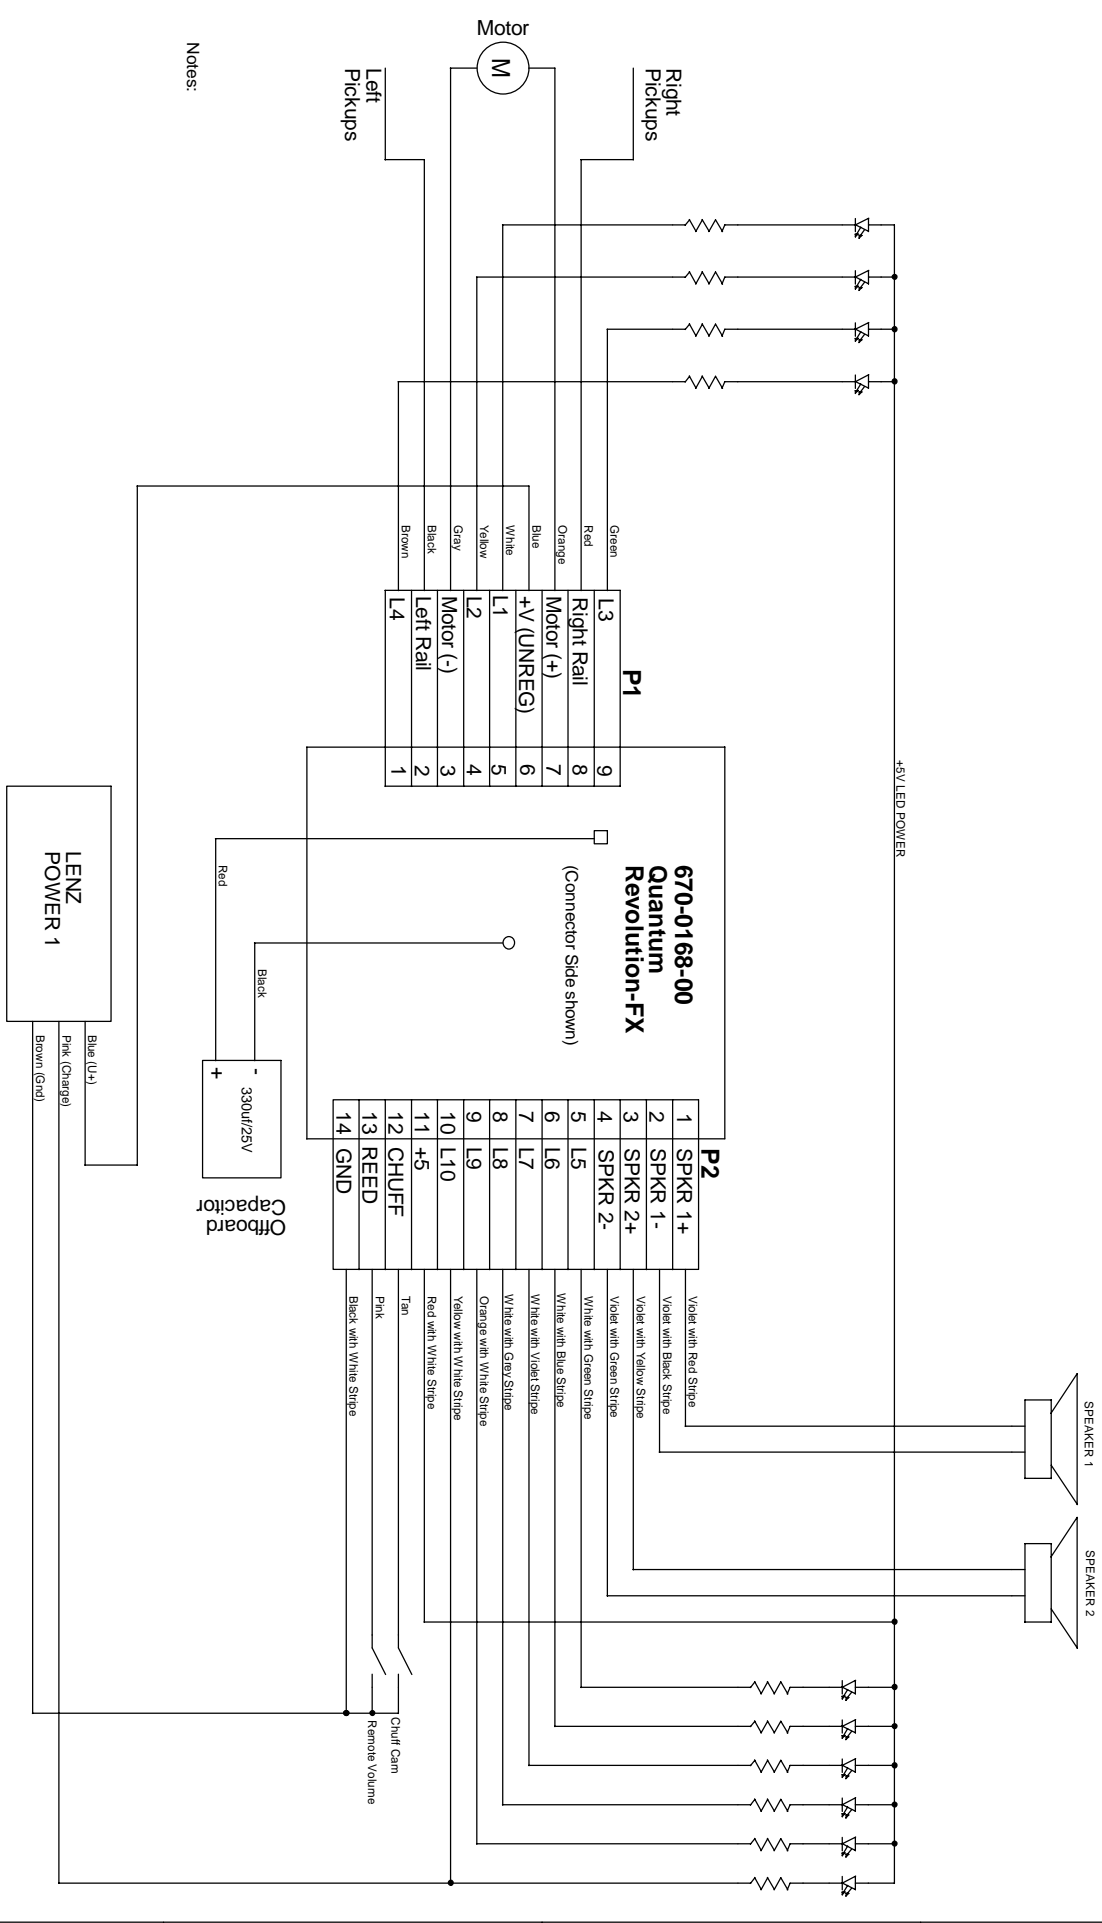 Motor
M
Left
Pickups
Right
Pickups
Notes:
Green
Red
Orange
Blue
White
Yellow
Gray
Black
Brown
P1
L3
Right Rail
Motor (+)
+V (UNREG)
L1
L2
Motor (-)
Left Rail
L4
9
8
7
6
5
4
3
2
1
+5V LED POWER
670-0168-00
Quantum
Revolution-FX
(Connector Side shown)
Red
Black
LENZ
POWER 1
Blue (U+)
Pink (Charge)
Brown (Gnd)
-
+
330uf/25V
Offboard
Capacitor
P2
1 SPKR 1+
2 SPKR 1-
3 SPKR 2+
4 SPKR 2-
5 L5
6 L6
7 L7
8 L8
9 L9
10 L10
11 +5
12 CHUFF
13 REED
14 GND
Violet with Red Stripe
Violet with Black Stripe
Violet with Yellow Stripe
Violet with Green Stripe
White with Green Stripe
White with Blue Stripe
White with Violet Stripe
White with Grey Stripe
Orange with White Stripe
Yellow with White Stripe
Red with White Stripe
Tan
Pink
Black with White Stripe
SPEAKER 1
SPEAKER 2
Chuff Cam
Remote Volume